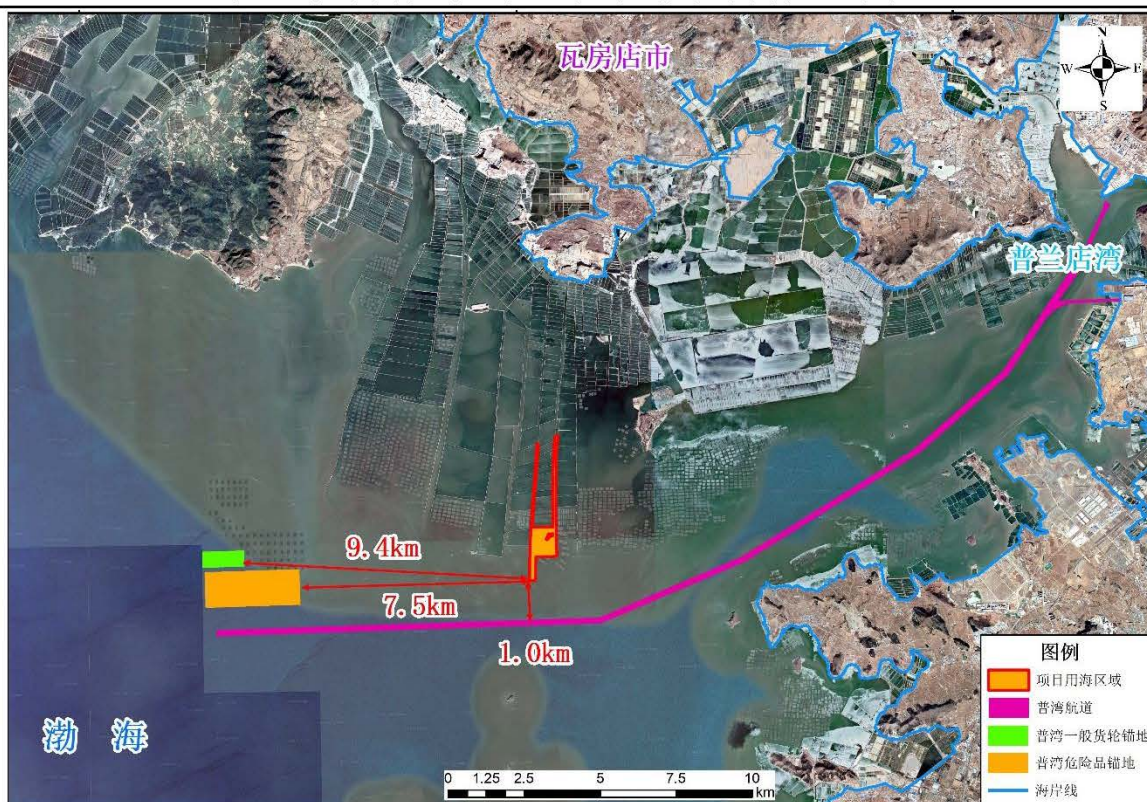 瓦房店市
N
W
E
S
普兰店湾
9.4km
7.5km
1.0km
渤 海
0 1.25 2.5 5 7.5 10
km
图例
项目用海区域
普湾航道
普湾一般货轮锚地
普湾危险品锚地
海岸线